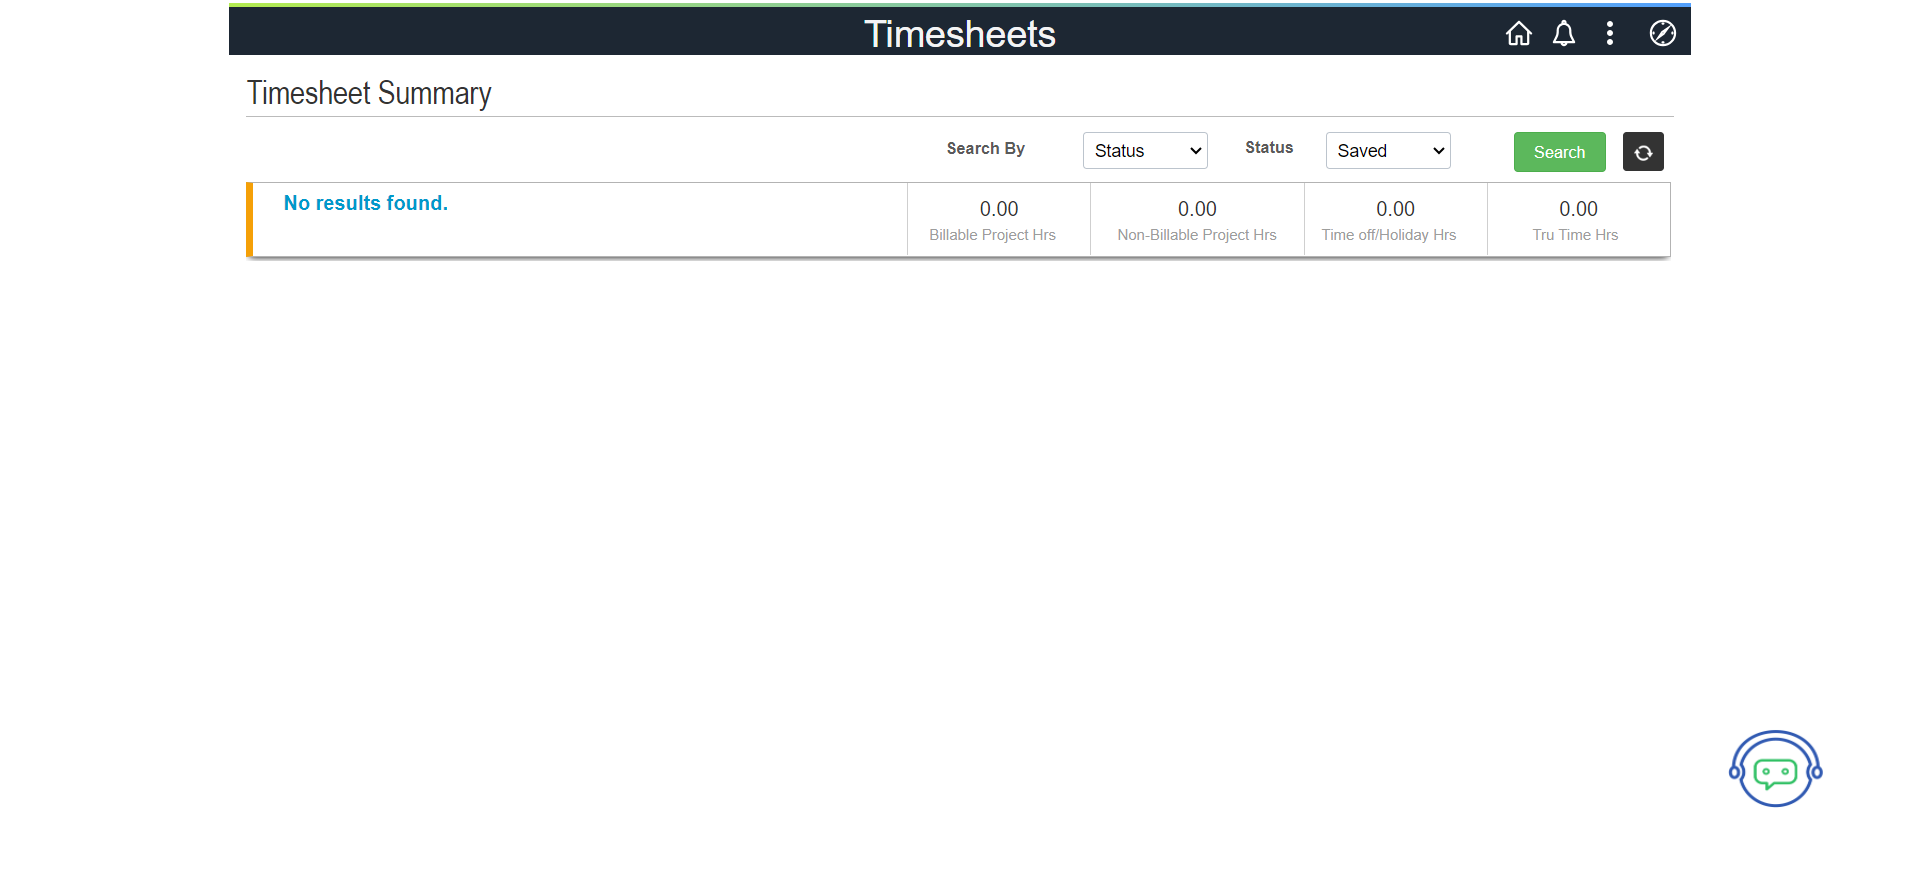 Timesheets
Timesheet Summary
Search By Status Status Saved Search
No results found.
0.00 0.00 0.00 0.00
Billable Project Hrs Non-Billable Project Hrs Time off/Holiday Hrs Tru Time Hrs